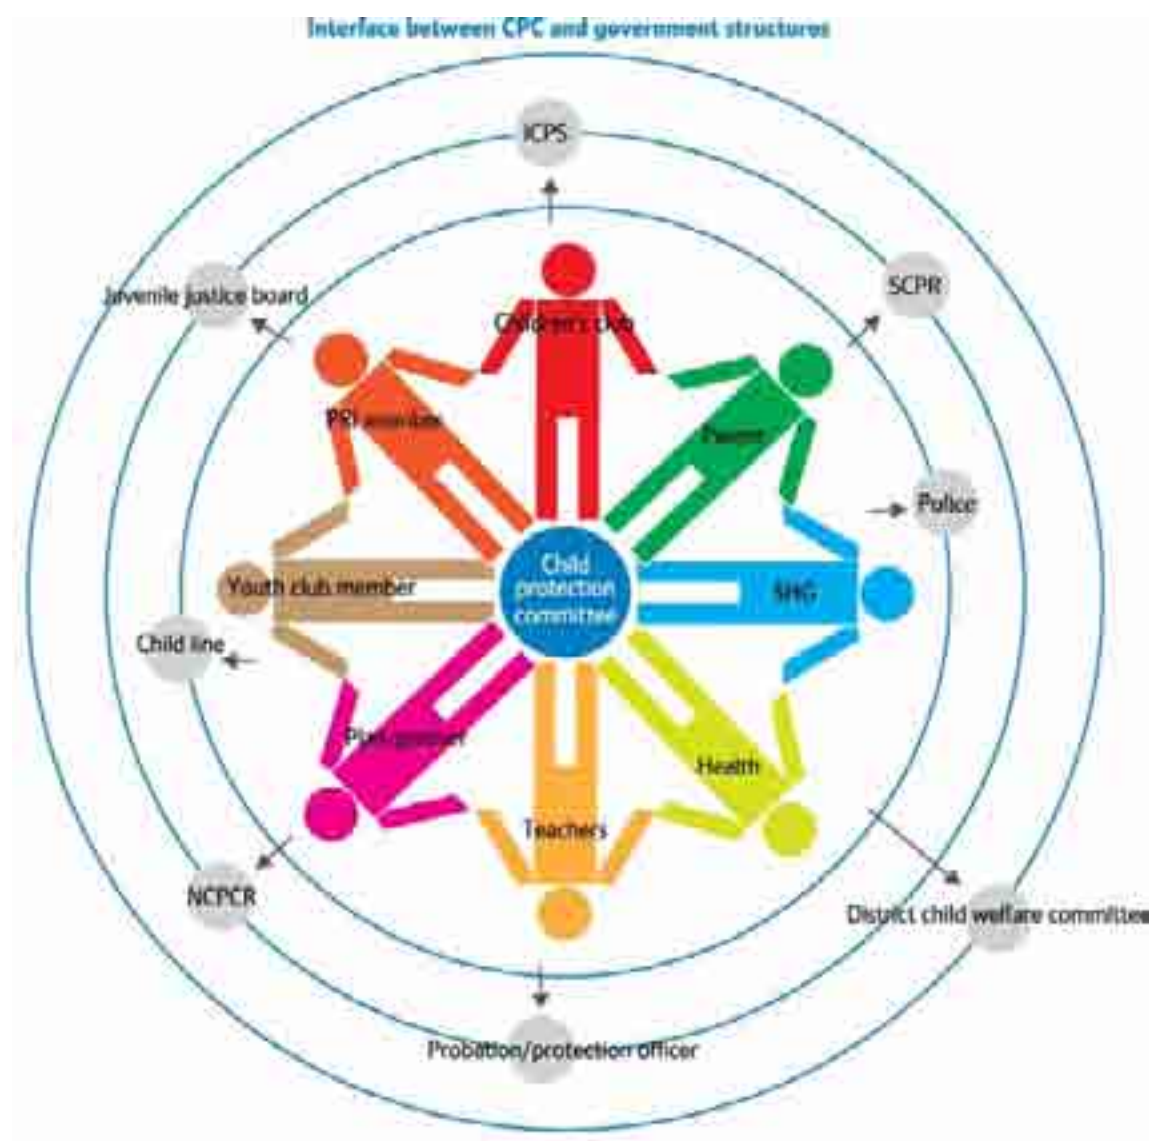 Interface between CPC and government structures
ICPS
SCPR
Juvenile justice board
Children's club
PRI
Parent
Police
Child
protection
committee
Youth club member
SHG
Child line
Health
Teachers
NCPCR
District child welfare committee
Probation/protection officer